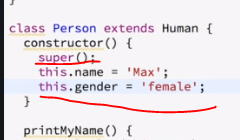 }
class Person extends Human {
constructor() {
super();
this.name = 'Max';
this.gender = 'female';
}
printMyName() {